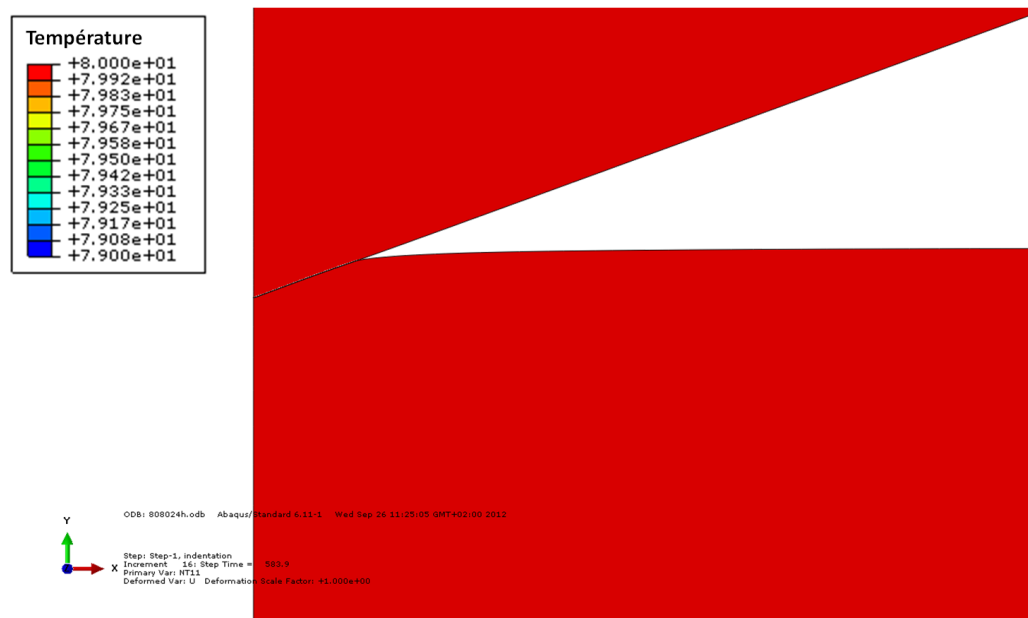 Température
+8.000e+01
+7.992e+01
+7.983e+01
+7.975e+01
+7.967e+01
+7.958e+01
+7.950e+01
+7.942e+01
+7.933e+01
+7.925e+01
+7.917e+01
+7.908e+01
+7.900e+01
ODB: 808024h.odb Abaqus/Standard 6.11-1 Wed Sep 26 11:25:05 GMT+02:00 2012
Y
X
Step: Step-1, indentation
Increment 16: Step Time = 583.9
Primary Var: NT11
Deformed Var: U Deformation Scale Factor: +1.000e+00